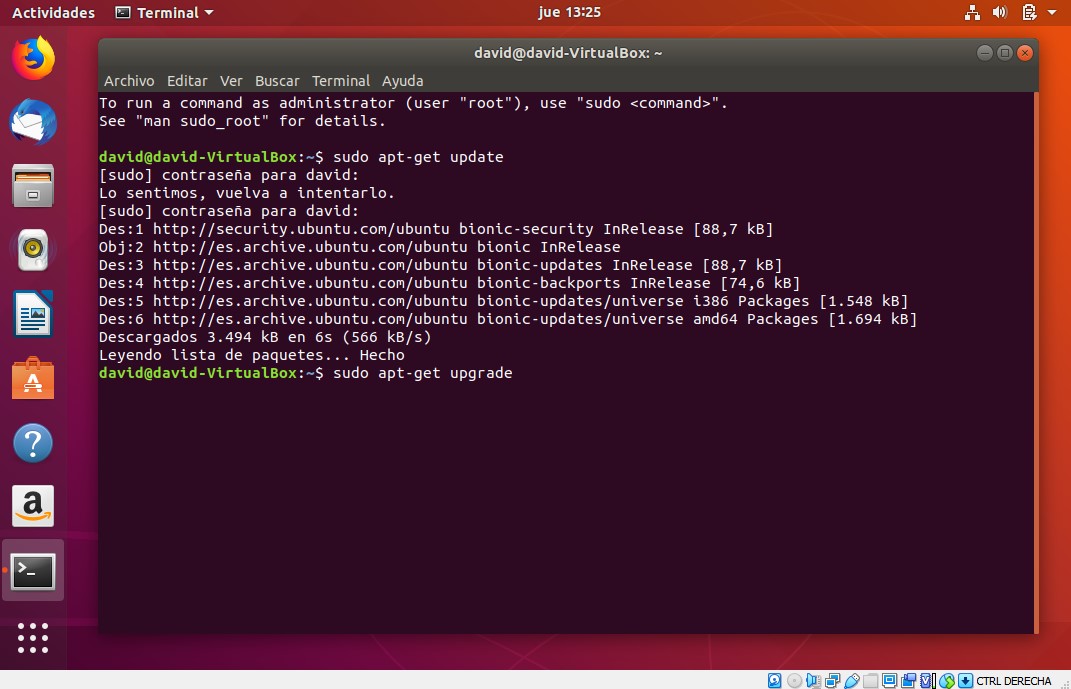 Actividades Terminal jue 13:25
david@david-VirtualBox: ~
Archivo Editar Ver Buscar Terminal Ayuda
To run a command as administrator (user "root"), use "sudo <command>".
See "man sudo_root" for details.
david@david-VirtualBox:~$ sudo apt-get update
[sudo] contraseña para david:
Lo sentimos, vuelva a intentarlo.
[sudo] contraseña para david:
Des:1 http://security.ubuntu.com/ubuntu bionic-security InRelease [88,7 kB]
Obj:2 http://es.archive.ubuntu.com/ubuntu bionic InRelease
Des:3 http://es.archive.ubuntu.com/ubuntu bionic-updates InRelease [88,7 kB]
Des:4 http://es.archive.ubuntu.com/ubuntu bionic-backports InRelease [74,6 kB]
Des:5 http://es.archive.ubuntu.com/ubuntu bionic-updates/universe i386 Packages [1.548 kB]
Des:6 http://es.archive.ubuntu.com/ubuntu bionic-updates/universe amd64 Packages [1.694 kB]
Descargados 3.494 kB en 6s (566 kB/s)
Leyendo lista de paquetes... Hecho
david@david-VirtualBox:~$ sudo apt-get upgrade
CTRL DERECHA